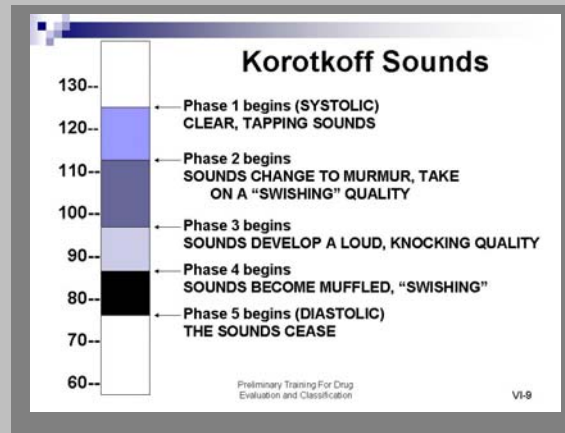 Korotkoff Sounds
130--
Phase 1 begins (SYSTOLIC)
CLEAR, TAPPING SOUNDS
120--
Phase 2 begins
110--
SOUNDS CHANGE TO MURMUR, TAKE
ON A “SWISHING” QUALITY
100--
Phase 3 begins
SOUNDS DEVELOP A LOUD, KNOCKING QUALITY
90--
Phase 4 begins
SOUNDS BECOME MUFFLED, “SWISHING”
80--
Phase 5 begins (DIASTOLIC)
THE SOUNDS CEASE
70--
60--
Preliminary Training For Drug
Evaluation and Classification
VI-9